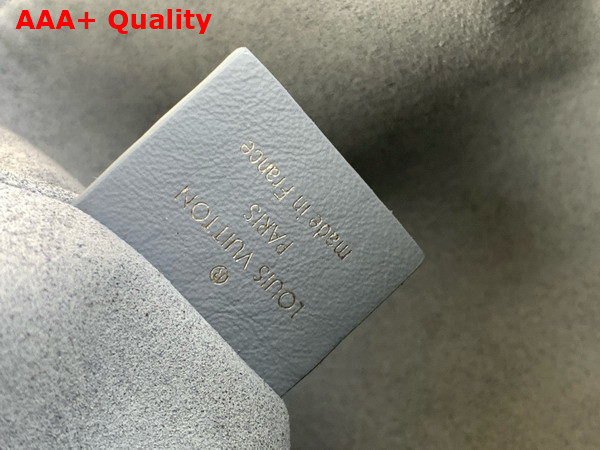 AAA+ Quality
® LOUIS VUITTON
PARIS
made in France